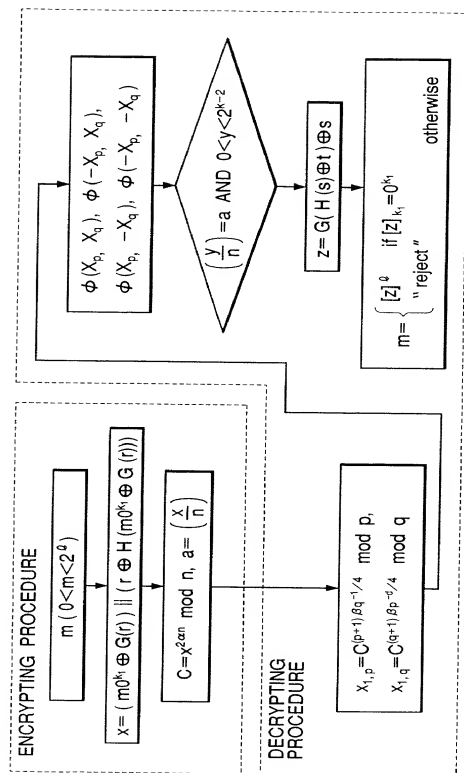 ENCRYPTING PROCEDURE
m ( 0<m<2^ℓ )
x= ( m0^k₁ ⊕ G(r) ) || ( r ⊕ H (m0^k₁ ⊕ G (r)))
C=x^2αn mod n, a= (x/n)
DECRYPTING
PROCEDURE
x₁,p=C^(p+1) βq^-1/4 mod p,
x₁,q=C^(q+1) βp^-d/4 mod q
ϕ (Xp, Xq), ϕ (-Xp, Xq),
ϕ (Xp, -Xq), ϕ (-Xp, -Xq)
(y/n) =a AND 0<y<2^k-2
z=G( H (s)⊕t)⊕s
m= { [z]^ℓ if [z]k₁=0^k₁
"reject" otherwise